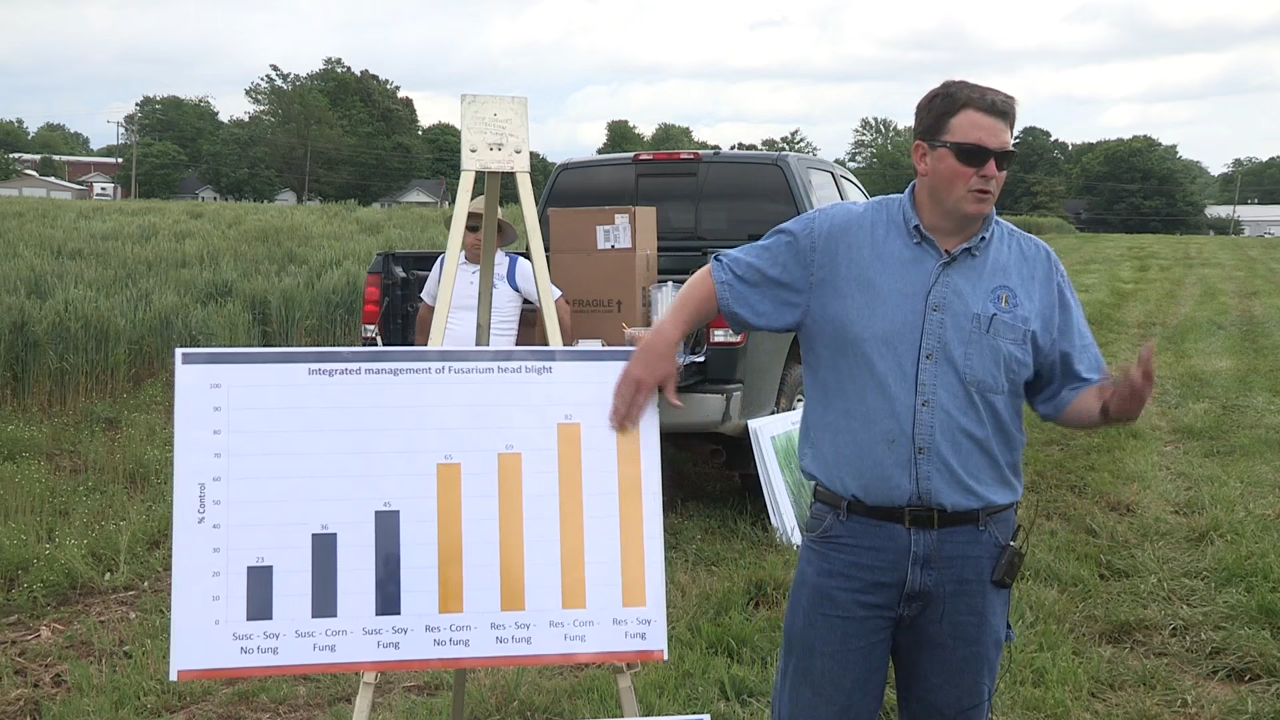 Integrated management of Fusarium head blight
% Control
100
90
80
70
60
50
40
30
20
10
0
23
36
45
65
69
82
Susc - Soy -
No fung
Susc - Corn -
Fung
Susc - Soy -
Fung
Res - Corn -
No fung
Res - Soy -
No fung
Res - Corn -
Fung
Res - Soy -
Fung
FRAGILE